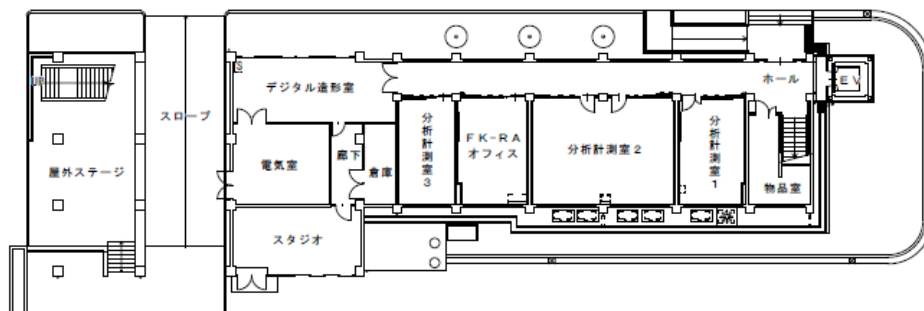 UP
S
デジタル造形室
ホール
EV
スロープ
屋外ステージ
電気室
廊下
倉庫
分析計測室3
FK-RA
オフィス
分析計測室2
分析計測室1
物品室
スタジオ